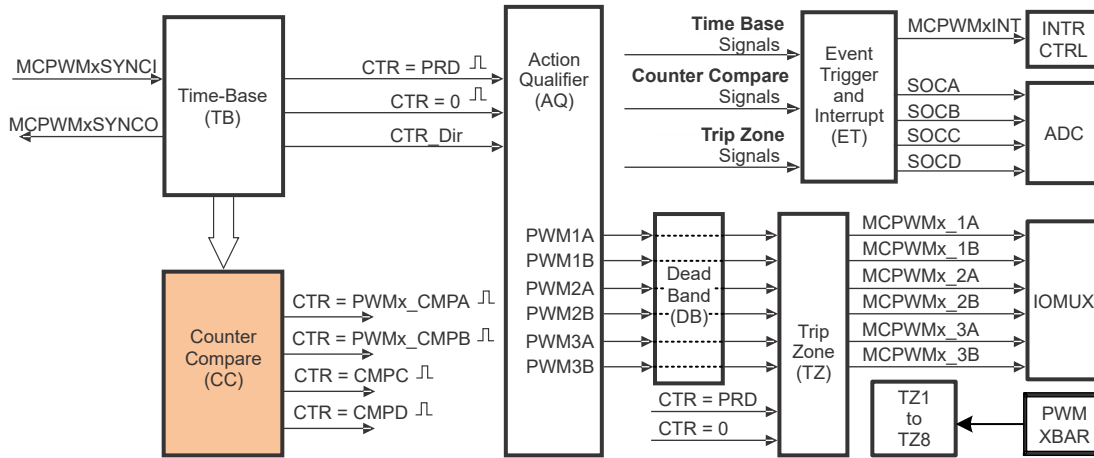 MCPWMxSYNCI
MCPWMxSYNCO
Time-Base
(TB)
CTR = PRD
CTR = 0
CTR_Dir
Action
Qualifier
(AQ)
Time Base
Signals
Counter Compare
Signals
Trip Zone
Signals
Event
Trigger
and
Interrupt
(ET)
MCPWMxINT
INTR
CTRL
SOCA
SOCB
SOCC
SOCD
ADC
Counter
Compare
(CC)
CTR = PWMx_CMPA
CTR = PWMx_CMPB
CTR = CMPC
CTR = CMPD
PWM1A
PWM1B
PWM2A
PWM2B
PWM3A
PWM3B
Dead
Band
(DB)
CTR = PRD
CTR = 0
Trip
Zone
(TZ)
MCPWMx_1A
MCPWMx_1B
MCPWMx_2A
MCPWMx_2B
MCPWMx_3A
MCPWMx_3B
IOMUX
TZ1
to
TZ8
PWM
XBAR